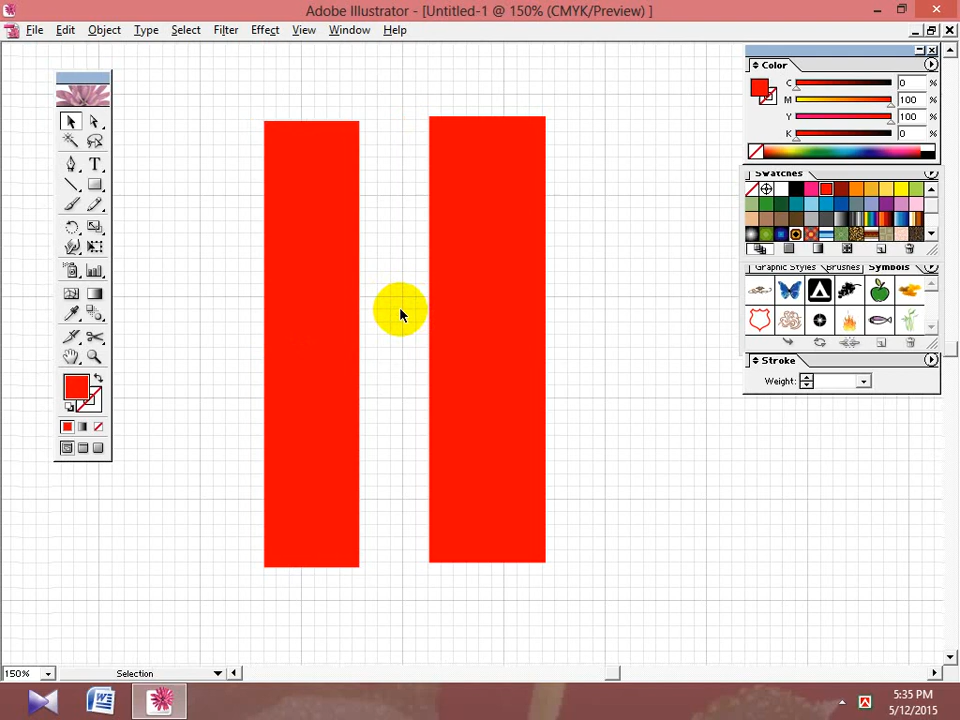 Adobe Illustrator - [Untitled-1 @ 150% (CMYK/Preview) ]
File Edit Object Type Select Filter Effect View Window Help
Color
C 0 %
M 100 %
Y 100 %
K 0 %
Swatches
Graphic Styles Brushes Symbols
Stroke
Weight:
T
150% Selection
W
5:35 PM
5/12/2015